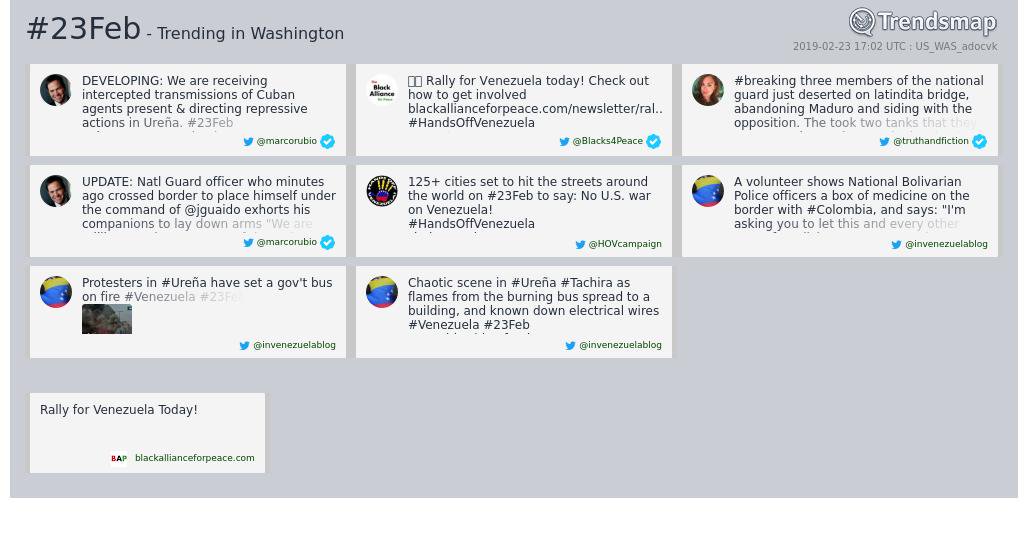 #23Feb - Trending in Washington
Trendsmap
2019-02-23 17:02 UTC : US_WAS_adocvk
DEVELOPING: We are receiving
intercepted transmissions of Cuban
agents present & directing repressive
actions in Ureña. #23Feb
@marcorubio
Rally for Venezuela today! Check out
how to get involved
blackallianceforpeace.com/newsletter/ral..
#HandsOffVenezuela
The
Black
Alliance
for Peace
@Blacks4Peace
#breaking three members of the national
guard just deserted on latindita bridge,
abandoning Maduro and siding with the
opposition. The took two tanks that they
@truthandfiction
UPDATE: Natl Guard officer who minutes
ago crossed border to place himself under
the command of @jguaido exhorts his
companions to lay down arms "We are
@marcorubio
125+ cities set to hit the streets around
the world on #23Feb to say: No U.S. war
on Venezuela!
#HandsOffVenezuela
@HOVcampaign
A volunteer shows National Bolivarian
Police officers a box of medicine on the
border with #Colombia, and says: "I'm
asking you to let this and every other
@invenezuelablog
Protesters in #Ureña have set a gov't bus
on fire #Venezuela #23Feb
@invenezuelablog
Chaotic scene in #Ureña #Tachira as
flames from the burning bus spread to a
building, and known down electrical wires
#Venezuela #23Feb
@invenezuelablog
Rally for Venezuela Today!
BAP blackallianceforpeace.com